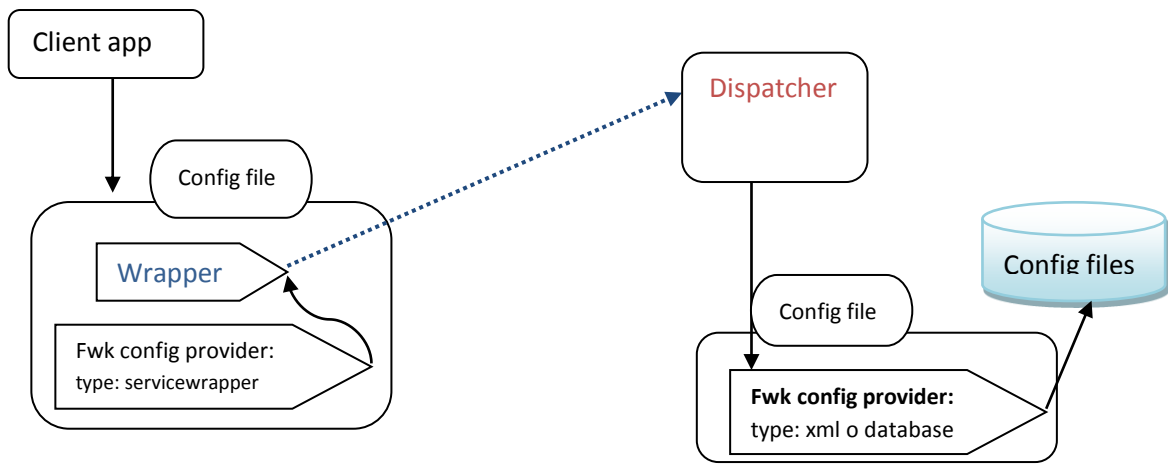 Client app
Config file
Wrapper
Fwk config provider:
type: servicewrapper
Dispatcher
Config file
Fwk config provider:
type: xml o database
Config files